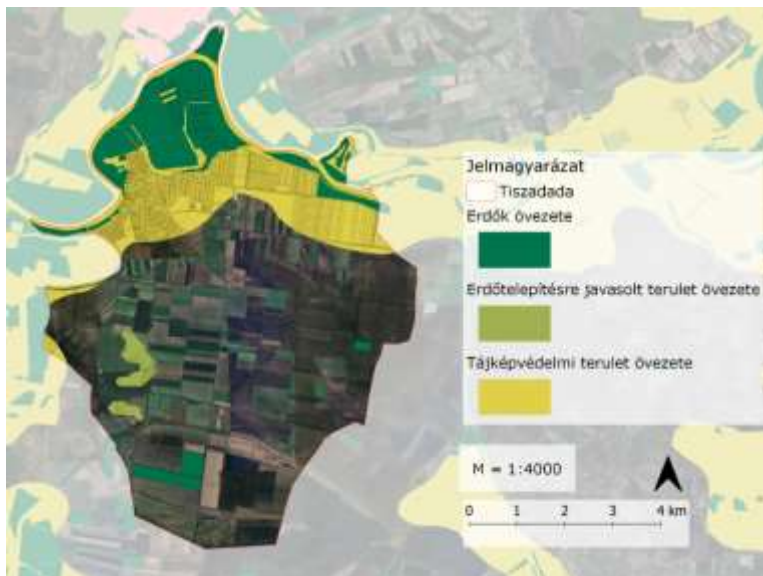 Jelmagyarázat
Tiszadada
Erdők övezete
Erdőtelepítésre javasolt terulet övezete
Tájképvédelmi terulet övezete
M = 1:4000
0 1 2 3 4 km